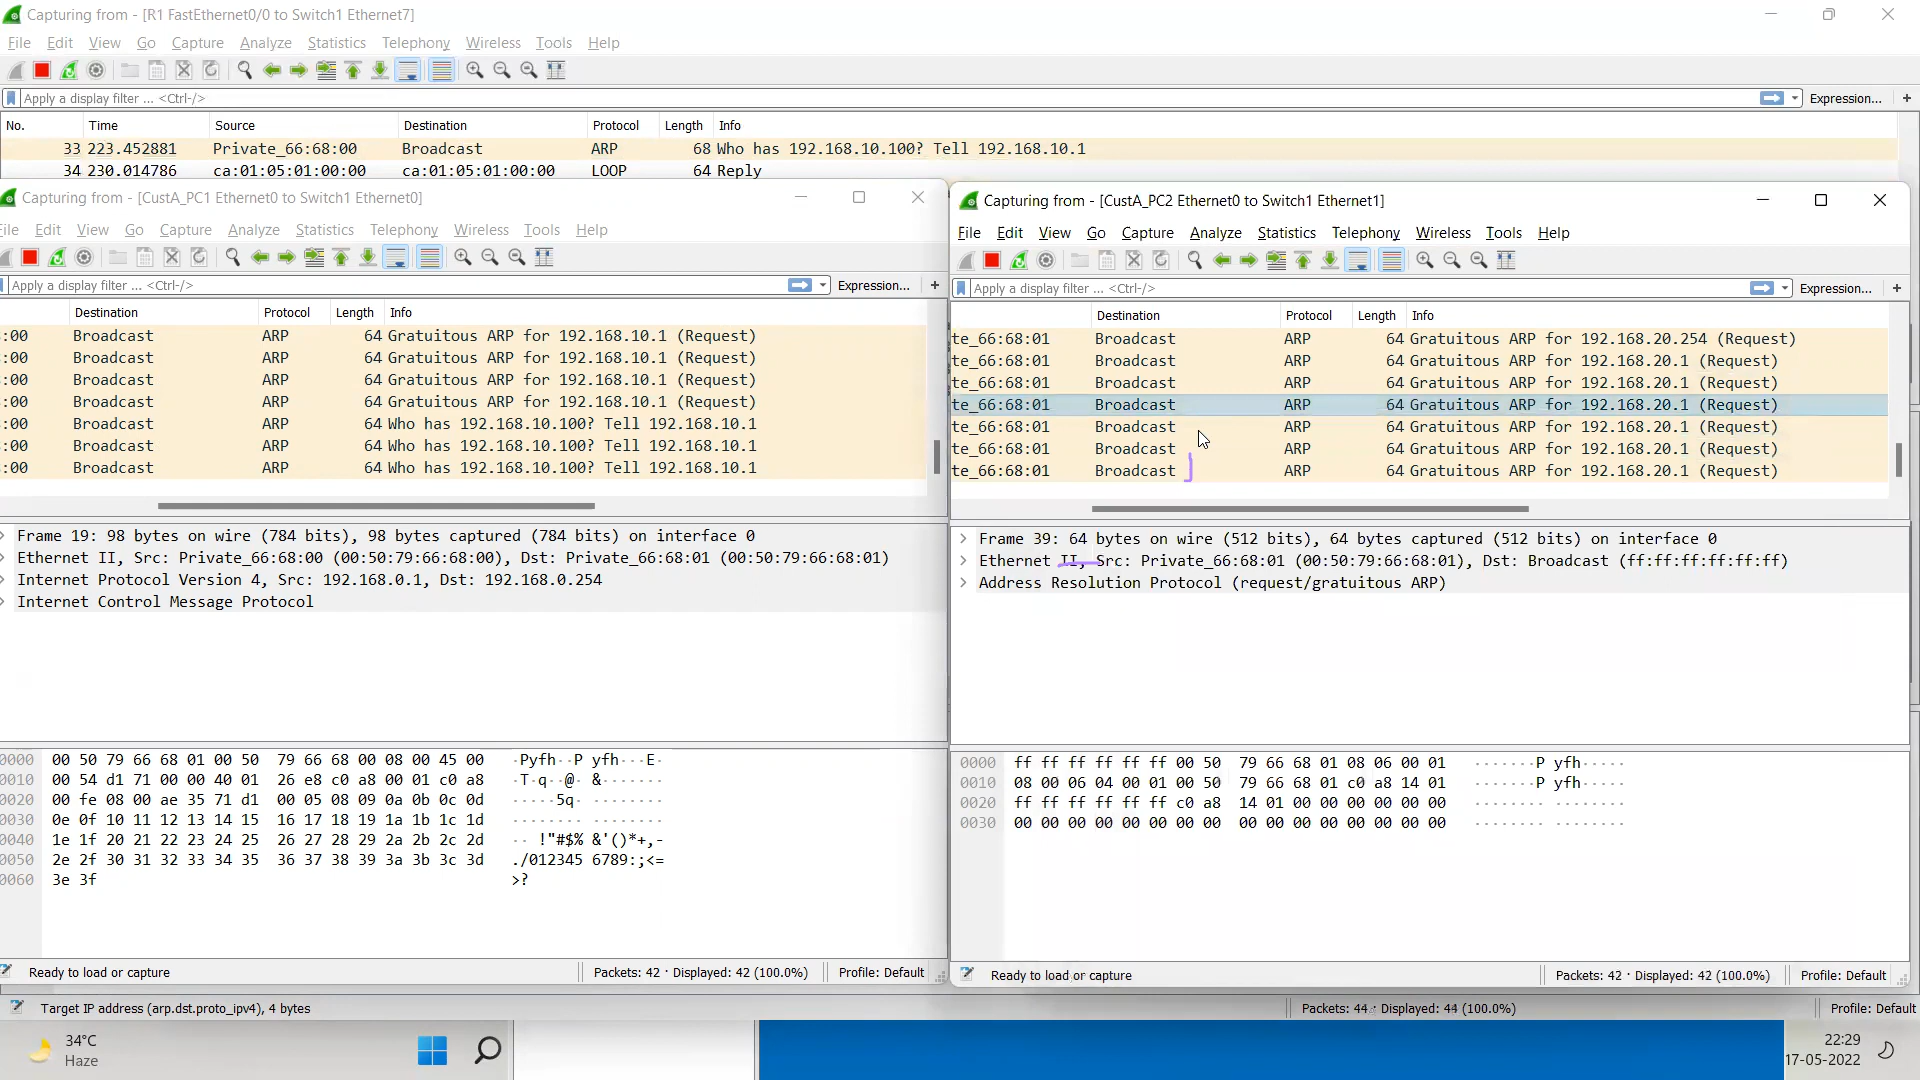 Capturing from - [R1 FastEthernet0/0 to Switch1 Ethernet7]
File Edit View Go Capture Analyze Statistics Telephony Wireless Tools Help
Apply a display filter ... <Ctrl-/> Expression... +
No. Time Source Destination Protocol Length Info
33 223.452881 Private_66:68:00 Broadcast ARP 68 Who has 192.168.10.100? Tell 192.168.10.1
34 230.014786 ca:01:05:01:00:00 ca:01:05:01:00:00 LOOP 64 Reply
Capturing from - [CustA_PC1 Ethernet0 to Switch1 Ethernet0]
ile Edit View Go Capture Analyze Statistics Telephony Wireless Tools Help
Apply a display filter ... <Ctrl-/> Expression... +
Destination Protocol Length Info
:00 Broadcast ARP 64 Gratuitous ARP for 192.168.10.1 (Request)
:00 Broadcast ARP 64 Gratuitous ARP for 192.168.10.1 (Request)
:00 Broadcast ARP 64 Gratuitous ARP for 192.168.10.1 (Request)
:00 Broadcast ARP 64 Gratuitous ARP for 192.168.10.1 (Request)
:00 Broadcast ARP 64 Who has 192.168.10.100? Tell 192.168.10.1
:00 Broadcast ARP 64 Who has 192.168.10.100? Tell 192.168.10.1
:00 Broadcast ARP 64 Who has 192.168.10.100? Tell 192.168.10.1
Frame 19: 98 bytes on wire (784 bits), 98 bytes captured (784 bits) on interface 0
Ethernet II, Src: Private_66:68:00 (00:50:79:66:68:00), Dst: Private_66:68:01 (00:50:79:66:68:01)
Internet Protocol Version 4, Src: 192.168.0.1, Dst: 192.168.0.254
Internet Control Message Protocol
0000 00 50 79 66 68 01 00 50 79 66 68 00 08 00 45 00 ·Pyfh··P yfh···E·
0010 00 54 d1 71 00 00 40 01 26 e8 c0 a8 00 01 c0 a8 ·T·q··@· &·······
0020 00 fe 08 00 ae 35 71 d1 00 05 08 09 0a 0b 0c 0d ·····5q· ········
0030 0e 0f 10 11 12 13 14 15 16 17 18 19 1a 1b 1c 1d ········ ········
0040 1e 1f 20 21 22 23 24 25 26 27 28 29 2a 2b 2c 2d ·· !"#$% &'()*+,-
0050 2e 2f 30 31 32 33 34 35 36 37 38 39 3a 3b 3c 3d ./012345 6789:;<=
0060 3e 3f >?
Ready to load or capture Packets: 42 · Displayed: 42 (100.0%) Profile: Default
Capturing from - [CustA_PC2 Ethernet0 to Switch1 Ethernet1]
File Edit View Go Capture Analyze Statistics Telephony Wireless Tools Help
Apply a display filter ... <Ctrl-/> Expression... +
Destination Protocol Length Info
te_66:68:01 Broadcast ARP 64 Gratuitous ARP for 192.168.20.254 (Request)
te_66:68:01 Broadcast ARP 64 Gratuitous ARP for 192.168.20.1 (Request)
te_66:68:01 Broadcast ARP 64 Gratuitous ARP for 192.168.20.1 (Request)
te_66:68:01 Broadcast ARP 64 Gratuitous ARP for 192.168.20.1 (Request)
te_66:68:01 Broadcast ARP 64 Gratuitous ARP for 192.168.20.1 (Request)
te_66:68:01 Broadcast ARP 64 Gratuitous ARP for 192.168.20.1 (Request)
te_66:68:01 Broadcast ARP 64 Gratuitous ARP for 192.168.20.1 (Request)
Frame 39: 64 bytes on wire (512 bits), 64 bytes captured (512 bits) on interface 0
Ethernet II, Src: Private_66:68:01 (00:50:79:66:68:01), Dst: Broadcast (ff:ff:ff:ff:ff:ff)
Address Resolution Protocol (request/gratuitous ARP)
0000 ff ff ff ff ff ff 00 50 79 66 68 01 08 06 00 01 ·······P yfh·····
0010 08 00 06 04 00 01 00 50 79 66 68 01 c0 a8 14 01 ·······P yfh·····
0020 ff ff ff ff ff ff c0 a8 14 01 00 00 00 00 00 00 ········ ········
0030 00 00 00 00 00 00 00 00 00 00 00 00 00 00 00 00 ········ ········
Ready to load or capture Packets: 42 · Displayed: 42 (100.0%) Profile: Default
Target IP address (arp.dst.proto_ipv4), 4 bytes Packets: 44 · Displayed: 44 (100.0%) Profile: Default
34°C
Haze
22:29
17-05-2022